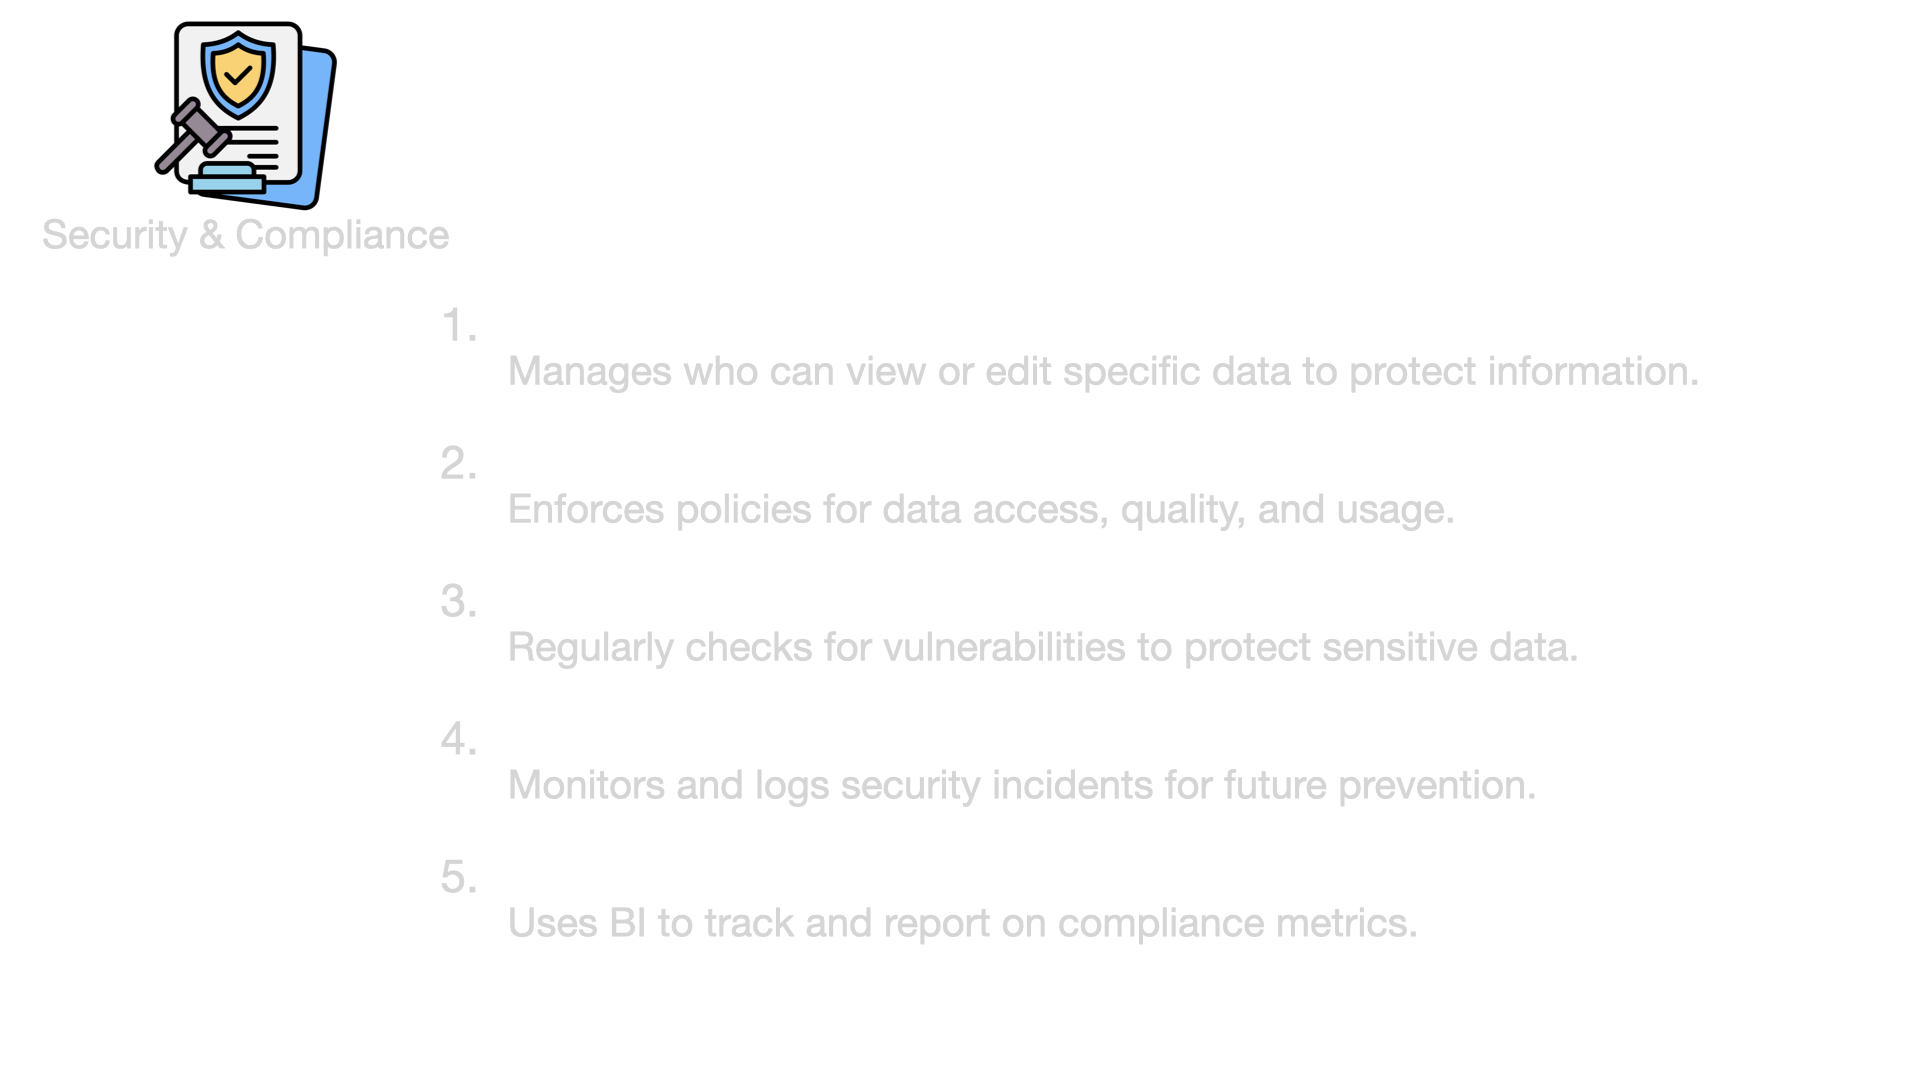 Security & Compliance
1.
Manages who can view or edit specific data to protect information.
2.
Enforces policies for data access, quality, and usage.
3.
Regularly checks for vulnerabilities to protect sensitive data.
4.
Monitors and logs security incidents for future prevention.
5.
Uses BI to track and report on compliance metrics.